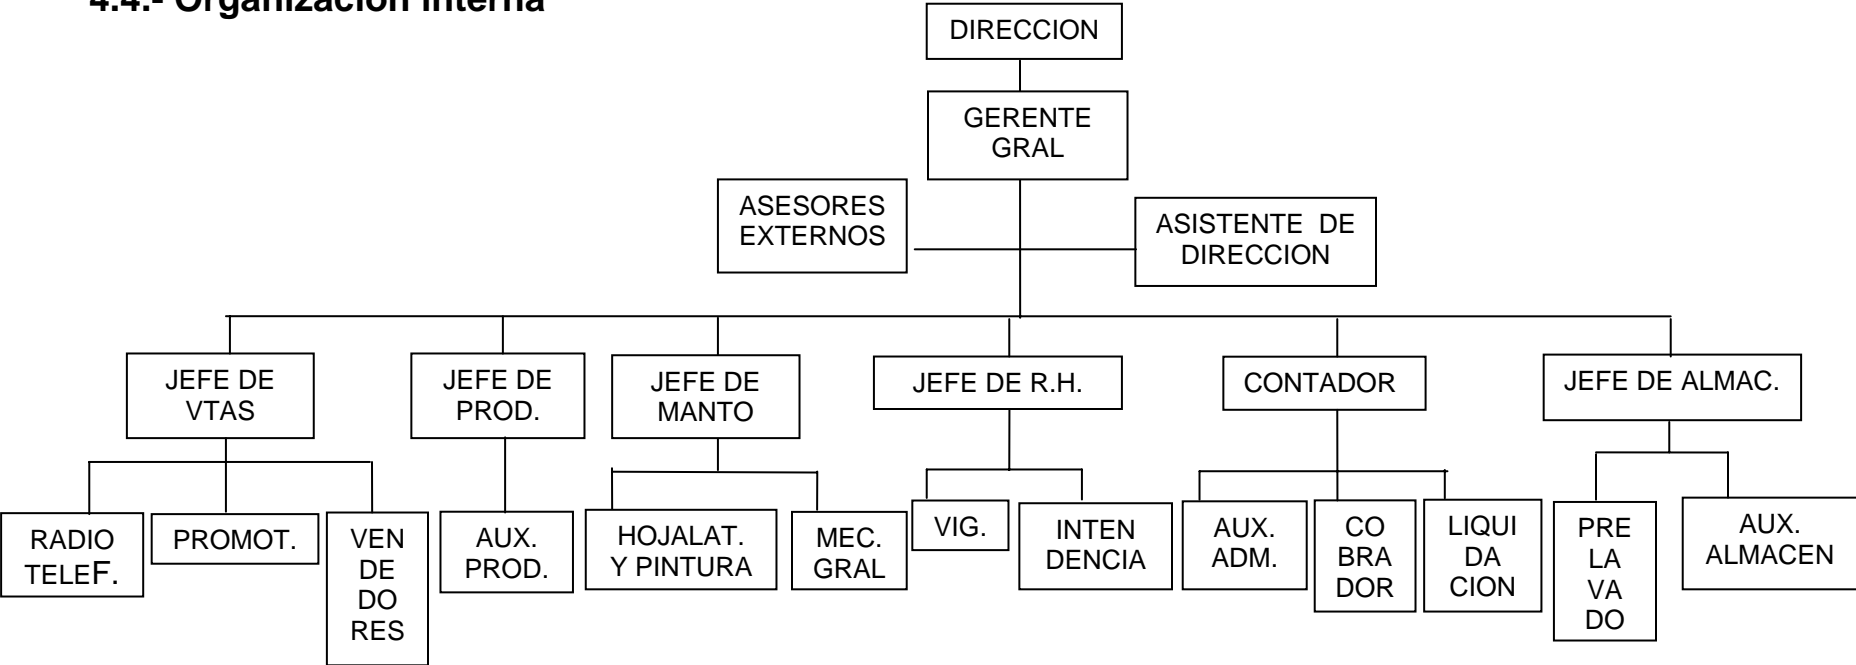 4.4.- Organización interna
DIRECCION
GERENTE
GRAL
ASESORES
EXTERNOS
ASISTENTE DE
DIRECCION
JEFE DE
VTAS
JEFE DE
PROD.
JEFE DE
MANTO
JEFE DE R.H.
CONTADOR
JEFE DE ALMAC.
RADIO
TELEF.
PROMOT.
VEN
DE
DO
RES
AUX.
PROD.
HOJALAT.
Y PINTURA
MEC.
GRAL
VIG.
INTEN
DENCIA
AUX.
ADM.
CO
BRA
DOR
LIQUI
DA
CION
PRE
LA
VA
DO
AUX.
ALMACEN